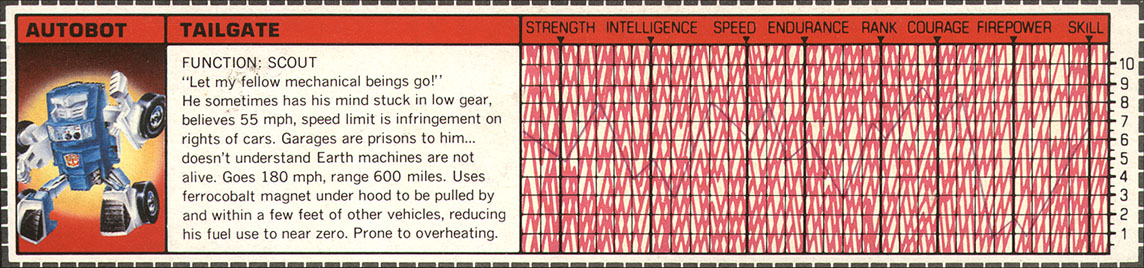 AUTOBOT
TAILGATE
STRENGTH INTELLIGENCE SPEED ENDURANCE RANK COURAGE FIREPOWER SKILL
FUNCTION: SCOUT
"Let my fellow mechanical beings go!"
He sometimes has his mind stuck in low gear,
believes 55 mph, speed limit is infringement on
rights of cars. Garages are prisons to him...
doesn't understand Earth machines are not
alive. Goes 180 mph, range 600 miles. Uses
ferrocobalt magnet under hood to be pulled by
and within a few feet of other vehicles, reducing
his fuel use to near zero. Prone to overheating.
10
9
8
7
6
5
4
3
2
1